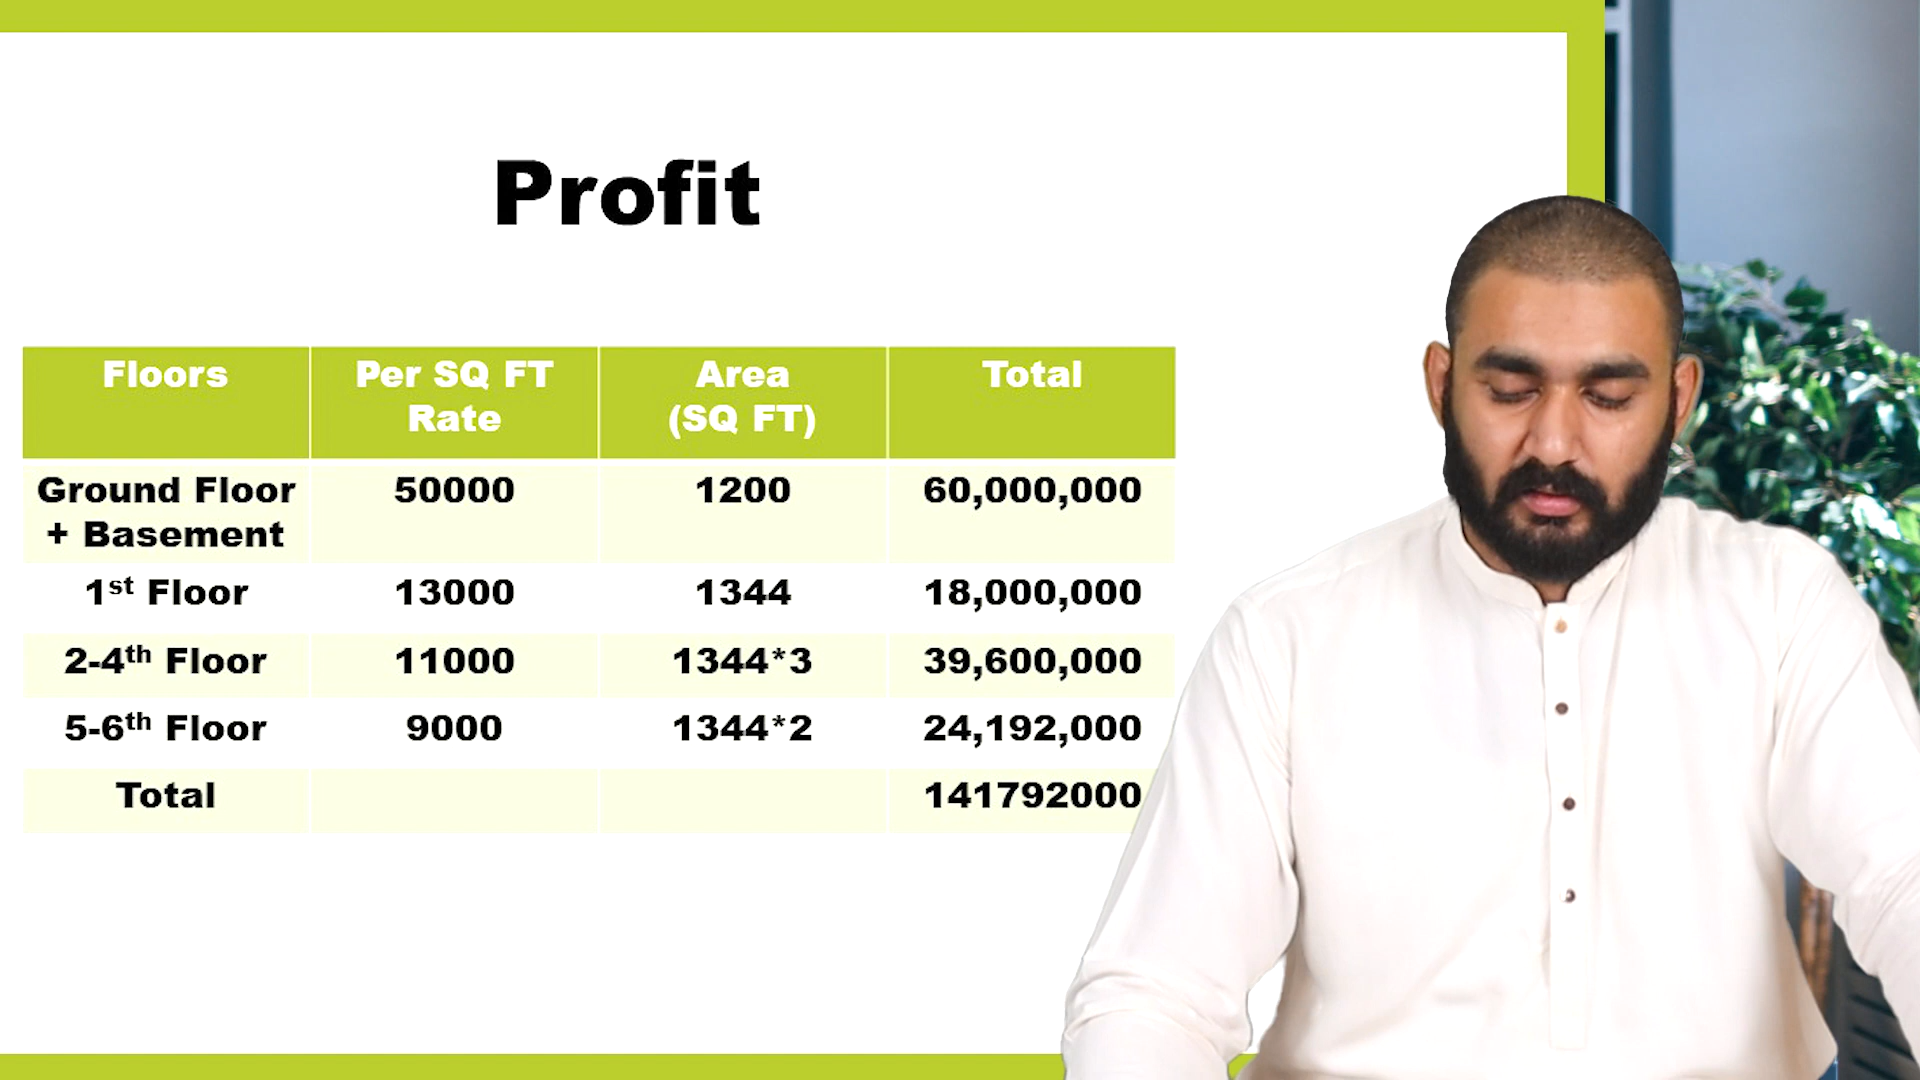 Profit
Floors Per SQ FT Rate Area (SQ FT) Total
Ground Floor + Basement 50000 1200 60,000,000
1st Floor 13000 1344 18,000,000
2-4th Floor 11000 1344*3 39,600,000
5-6th Floor 9000 1344*2 24,192,000
Total 141792000